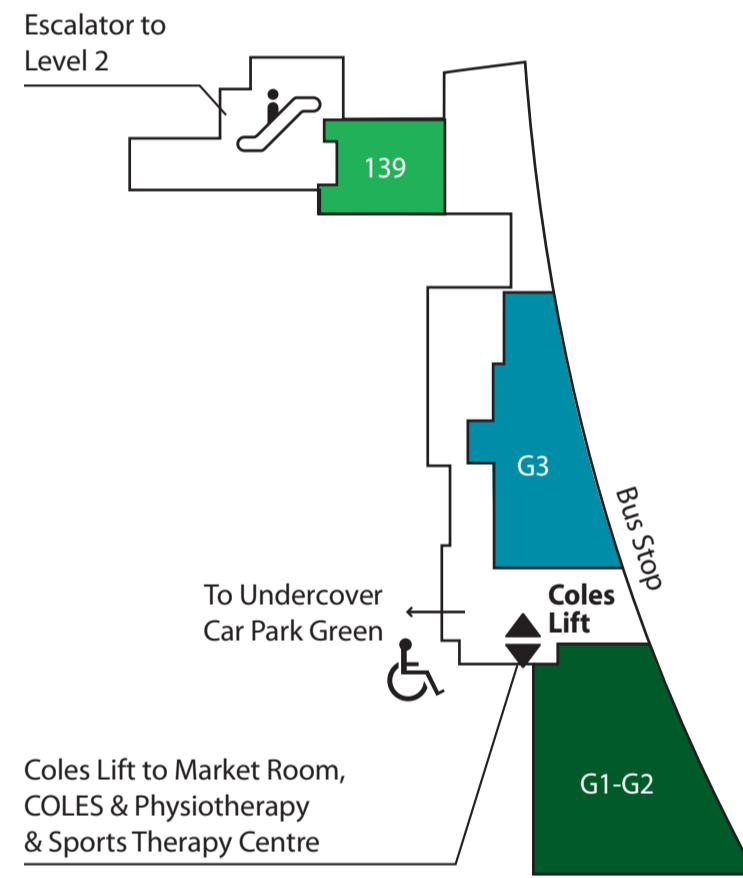 Escalator to
Level 2
139
G3
Bus Stop
To Undercover
Car Park Green
Coles
Lift
G1-G2
Coles Lift to Market Room,
COLES & Physiotherapy
& Sports Therapy Centre